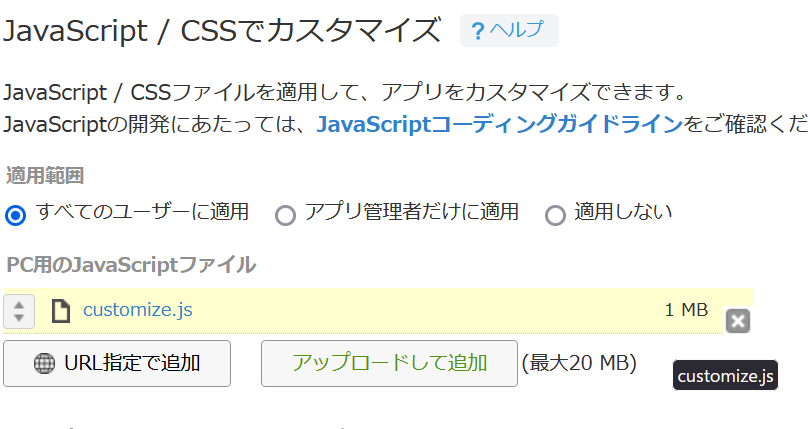 JavaScript / CSSでカスタマイズ ? ヘルプ
JavaScript / CSSファイルを適用して、アプリをカスタマイズできます。
JavaScriptの開発にあたっては、JavaScriptコーディングガイドラインをご確認くだ
適用範囲
すべてのユーザーに適用 アプリ管理者だけに適用 適用しない
PC用のJavaScriptファイル
customize.js 1 MB
URL指定で追加 アップロードして追加 (最大20 MB)
customize.js